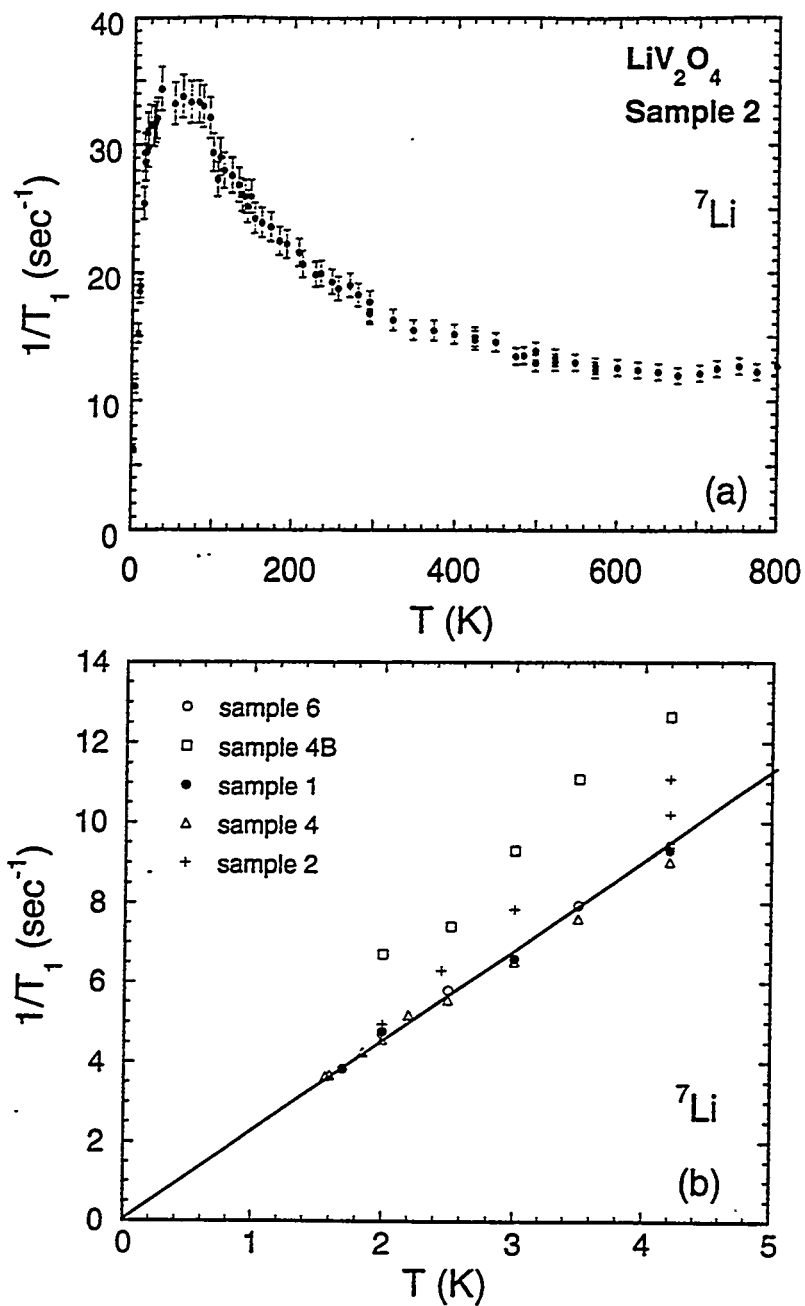 40
30
20
10
0
1/T₁ (sec⁻¹)
LiV₂O₄
Sample 2
⁷Li
(a)
0 200 400 600 800
T (K)
14
12
10
8
6
4
2
0
1/T₁ (sec⁻¹)
sample 6
sample 4B
sample 1
sample 4
sample 2
⁷Li
(b)
0 1 2 3 4 5
T (K)